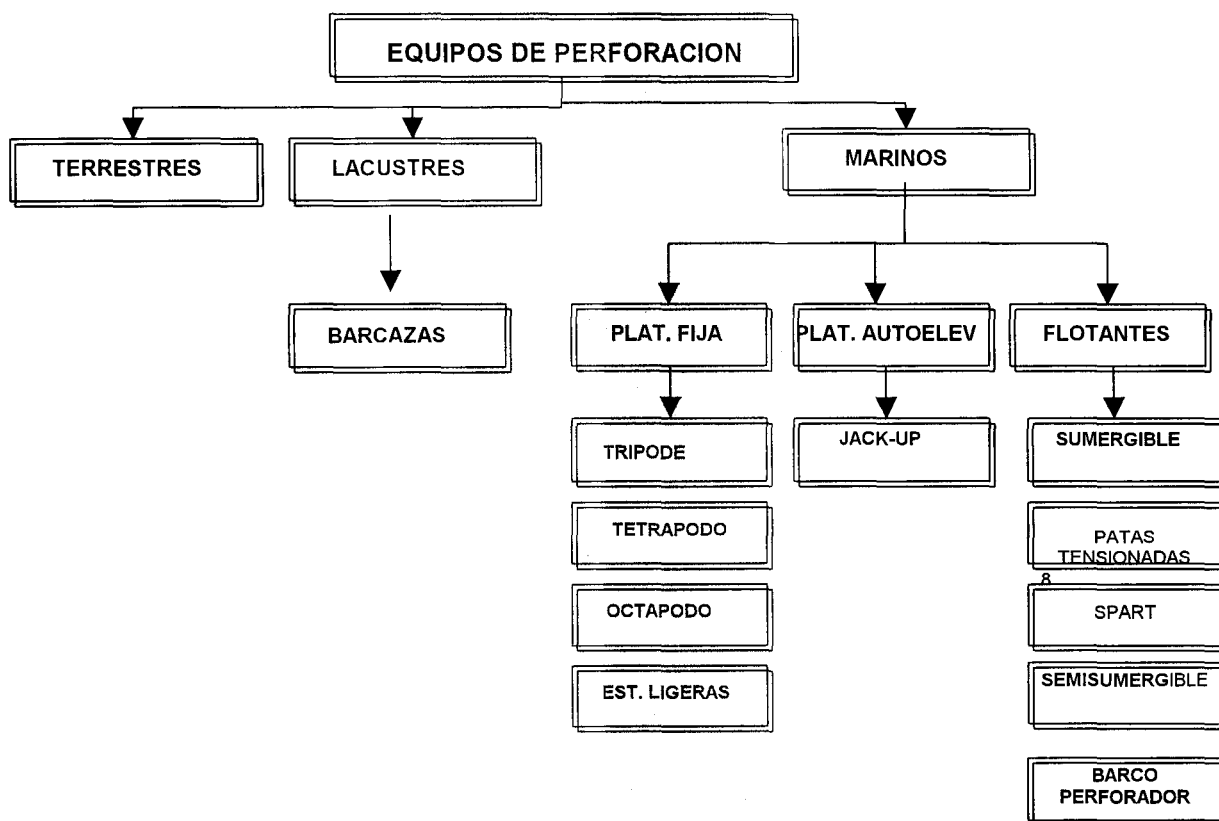 EQUIPOS DE PERFORACION
TERRESTRES
LACUSTRES
MARINOS
BARCAZAS
PLAT. FIJA
PLAT. AUTOELEV
FLOTANTES
TRIPODE
JACK-UP
SUMERGIBLE
TETRAPODO
PATAS
TENSIONADAS
8
OCTAPODO
SPART
EST. LIGERAS
SEMISUMERGIBLE
BARCO
PERFORADOR